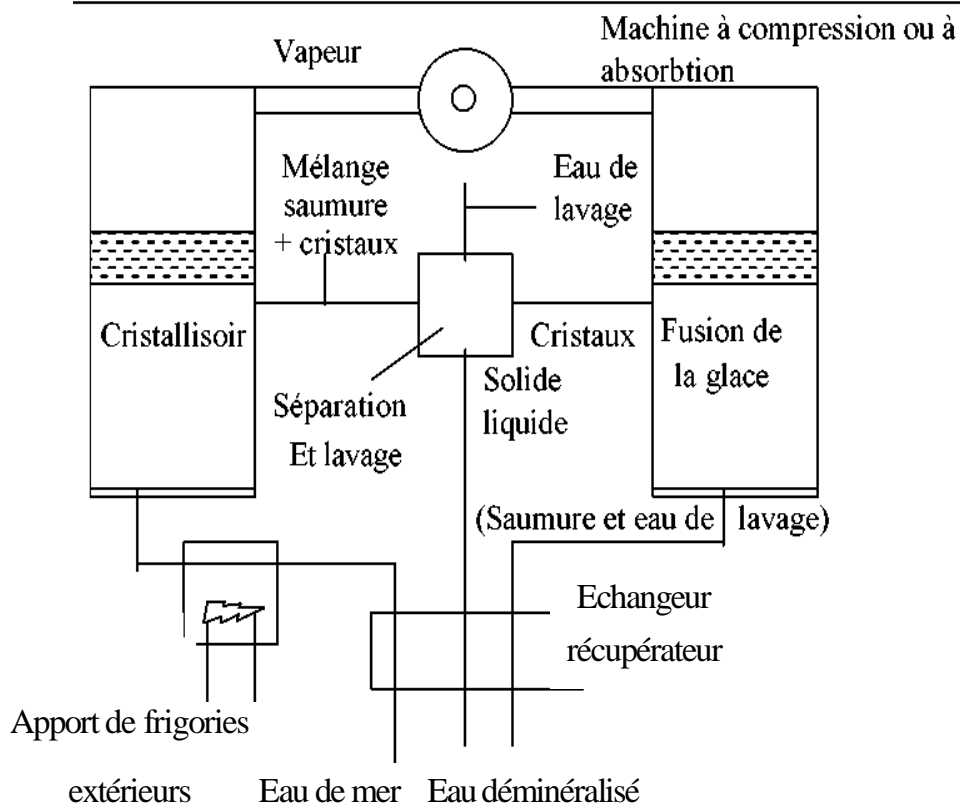 Machine à compression ou à
absorbtion
Vapeur
Mélange
saumure
+ cristaux
Eau de
lavage
Cristallisoir
Cristaux
Fusion de
la glace
Solide
liquide
Séparation
Et lavage
(Saumure et eau de lavage)
Echangeur
récupérateur
Apport de frigories
extérieurs
Eau de mer
Eau déminéralisé